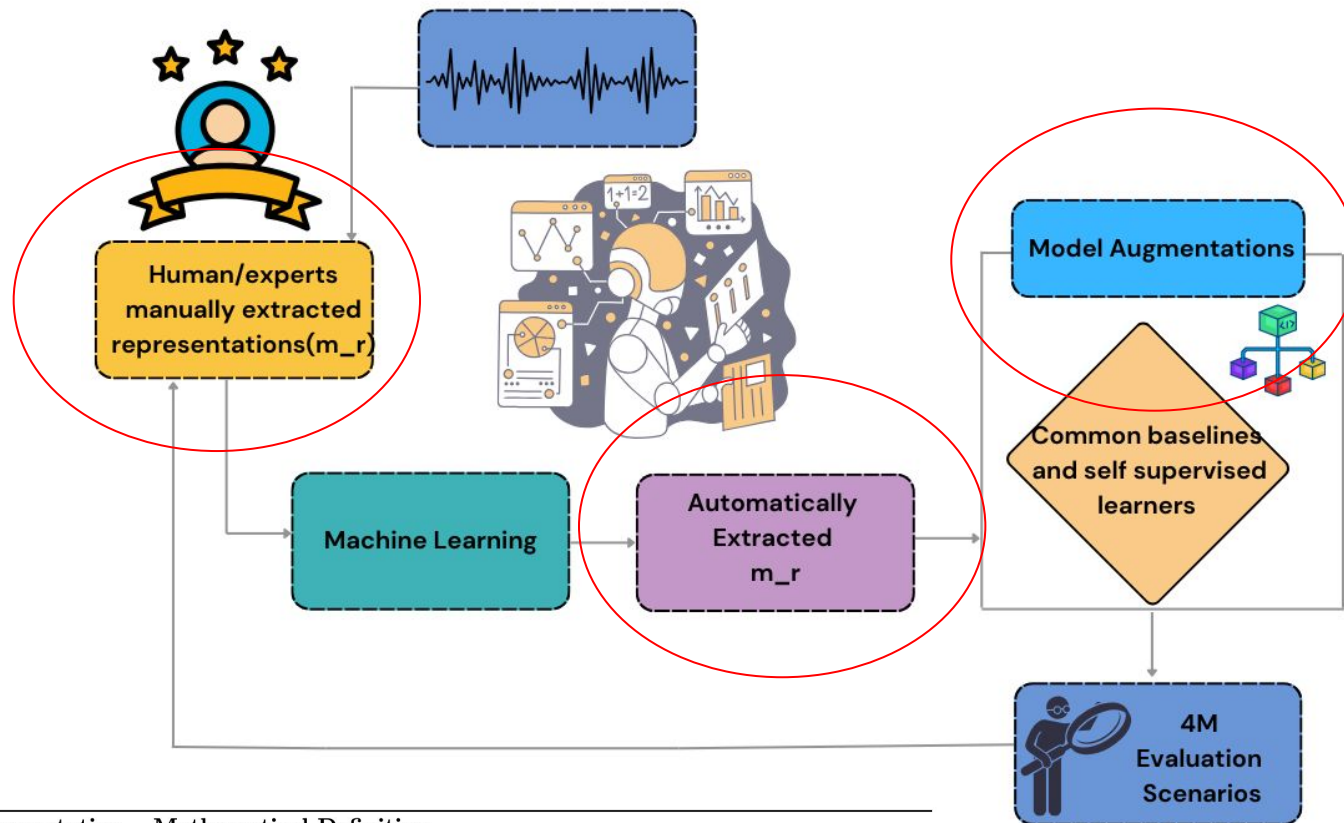 1+1=2
Human/experts
manually extracted
representations(m_r)
Model Augmentations
</>
Common baselines
and self supervised
learners
Machine Learning
Automatically
Extracted
m_r
4M
Evaluation
Scenarios